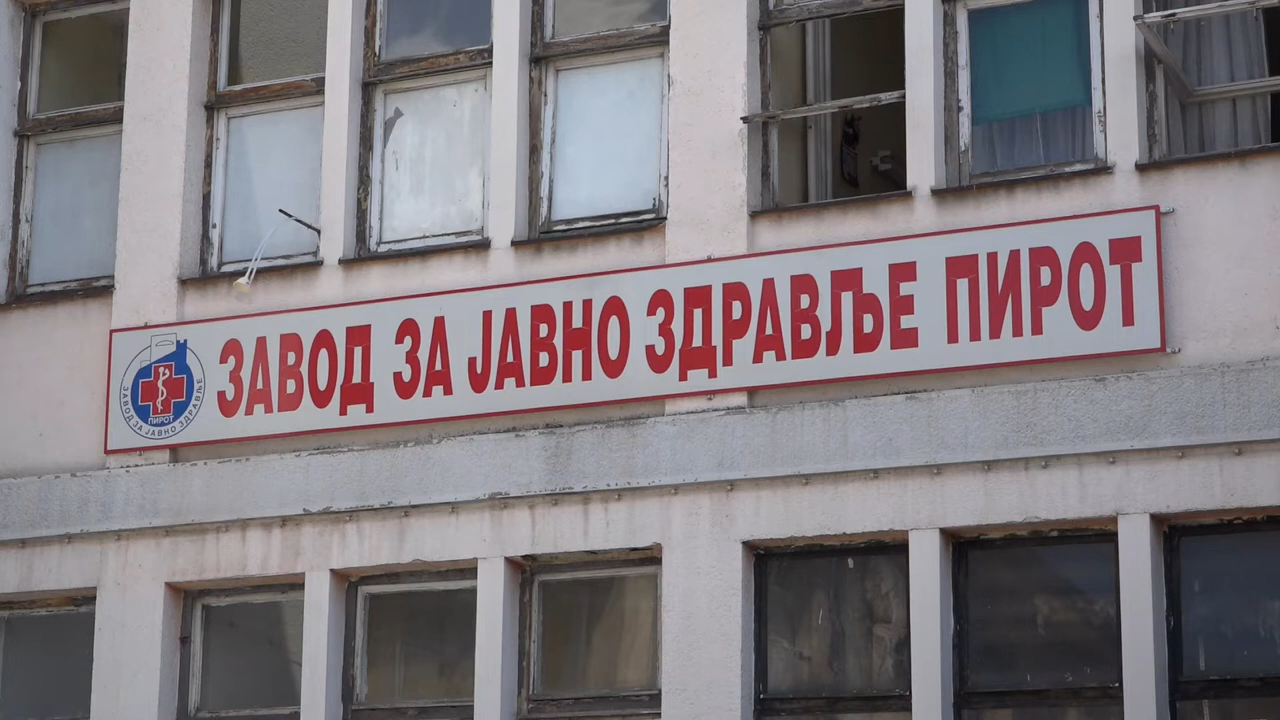 ЗАВОД ЗА ЈАВНО ЗДРАВЉЕ ПИРОТ
ПИРОТ
ЗАВОД ЗА ЈАВНО ЗДРАВЉЕ